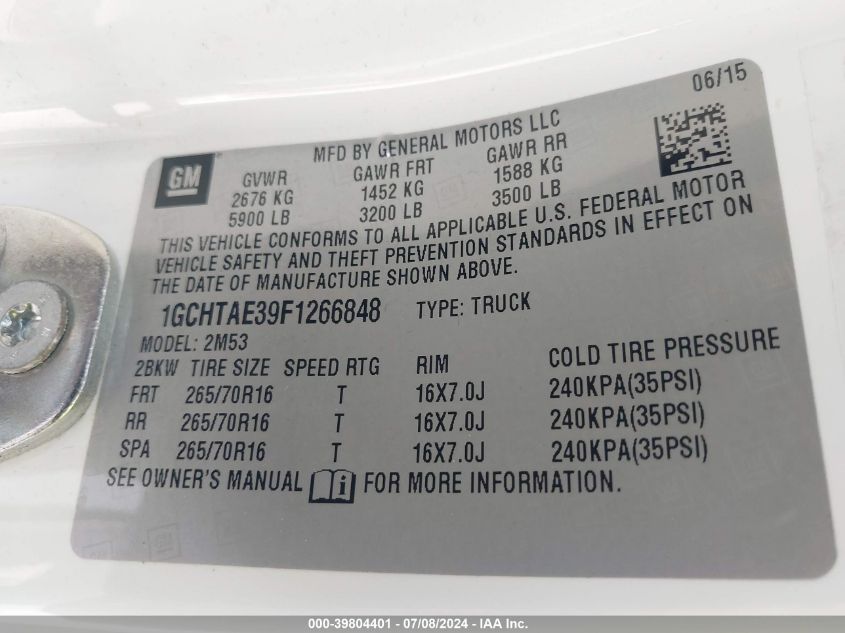 06/15
MFD BY GENERAL MOTORS LLC
GM
GVWR GAWR FRT GAWR RR
2676 KG 1452 KG 1588 KG
5900 LB 3200 LB 3500 LB
THIS VEHICLE CONFORMS TO ALL APPLICABLE U.S. FEDERAL MOTOR
VEHICLE SAFETY AND THEFT PREVENTION STANDARDS IN EFFECT ON
THE DATE OF MANUFACTURE SHOWN ABOVE.
1GCHTAE39F1266848 TYPE: TRUCK
MODEL: 2M53
2BKW TIRE SIZE SPEED RTG RIM COLD TIRE PRESSURE
FRT 265/70R16 T 16X7.0J 240KPA(35PSI)
RR 265/70R16 T 16X7.0J 240KPA(35PSI)
SPA 265/70R16 T 16X7.0J 240KPA(35PSI)
SEE OWNER'S MANUAL i FOR MORE INFORMATION.
000-39804401 - 07/08/2024 - IAA Inc.